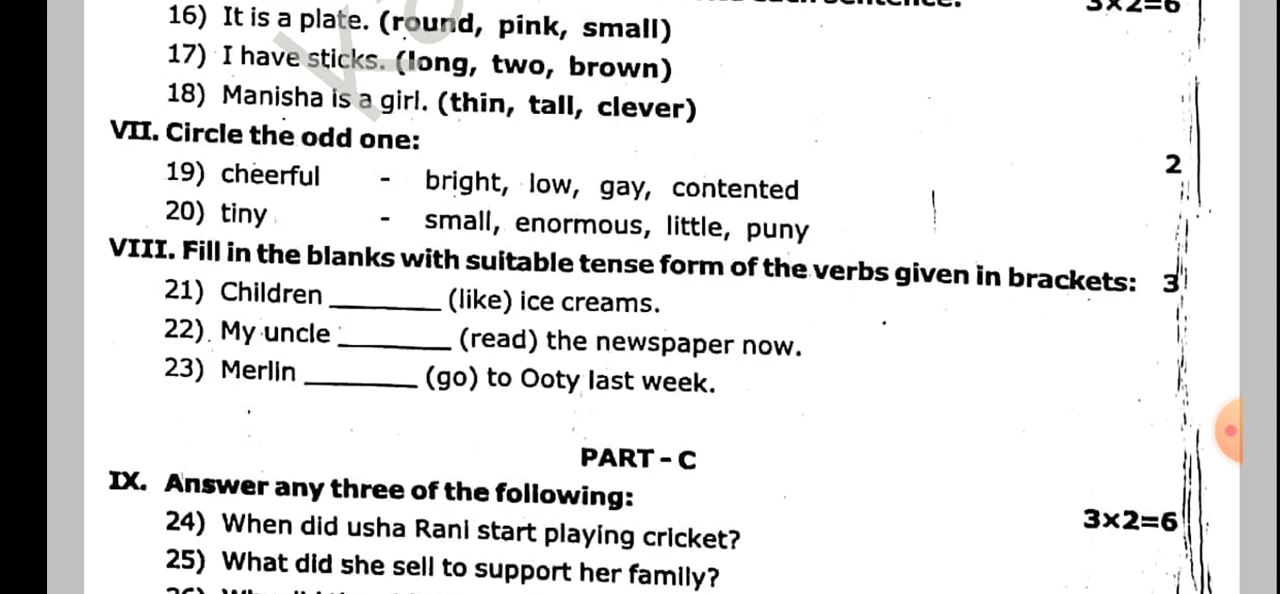 sentence. 3×2=6
16) It is a plate. (round, pink, small)
17) I have sticks. (long, two, brown)
18) Manisha is a girl. (thin, tall, clever)
VII. Circle the odd one: 2
19) cheerful - bright, low, gay, contented
20) tiny - small, enormous, little, puny
VIII. Fill in the blanks with suitable tense form of the verbs given in brackets: 3
21) Children ________ (like) ice creams.
22). My uncle ________ (read) the newspaper now.
23) Merlin ________ (go) to Ooty last week.
PART - C
IX. Answer any three of the following: 3×2=6
24) When did usha Rani start playing cricket?
25) What did she sell to support her family?